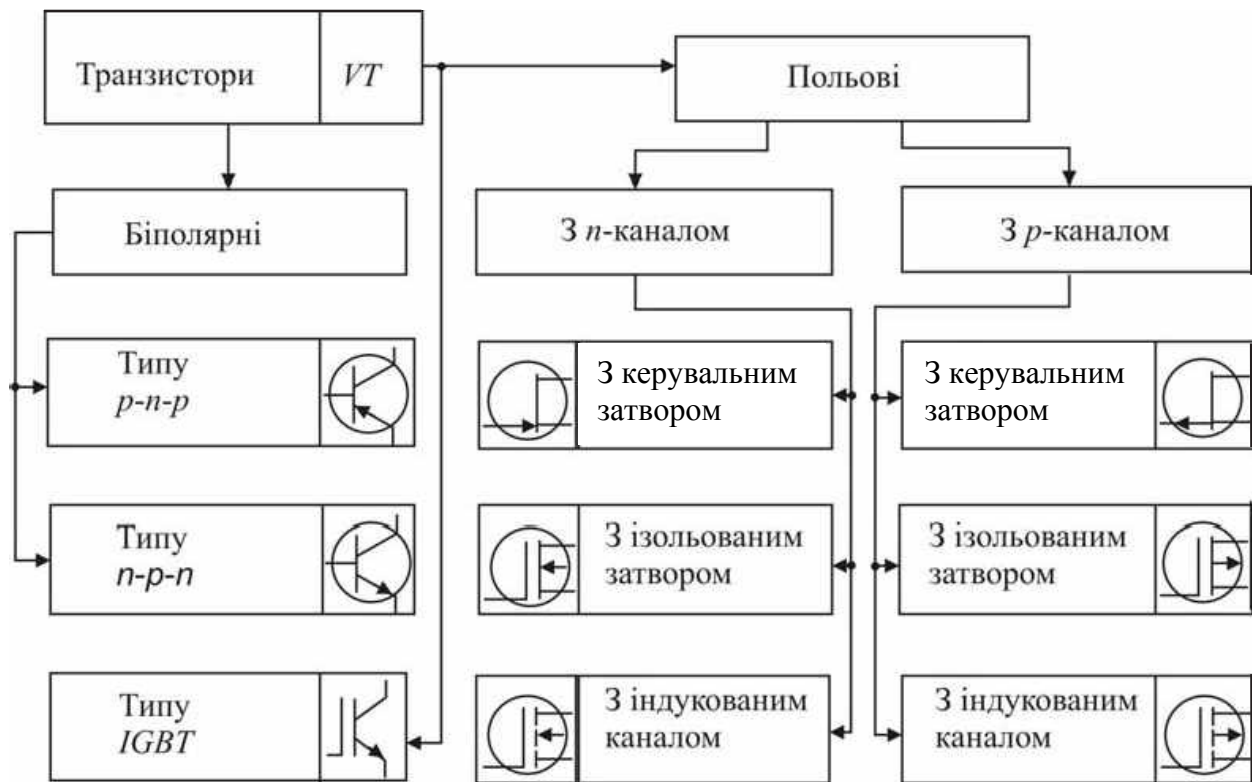 Транзистори
VT
Польові
Біполярні
З n-каналом
З p-каналом
Типу
p-n-p
З керувальним
затвором
З керувальним
затвором
Типу
n-p-n
З ізольованим
затвором
З ізольованим
затвором
Типу
IGBT
З індукованим
каналом
З індукованим
каналом